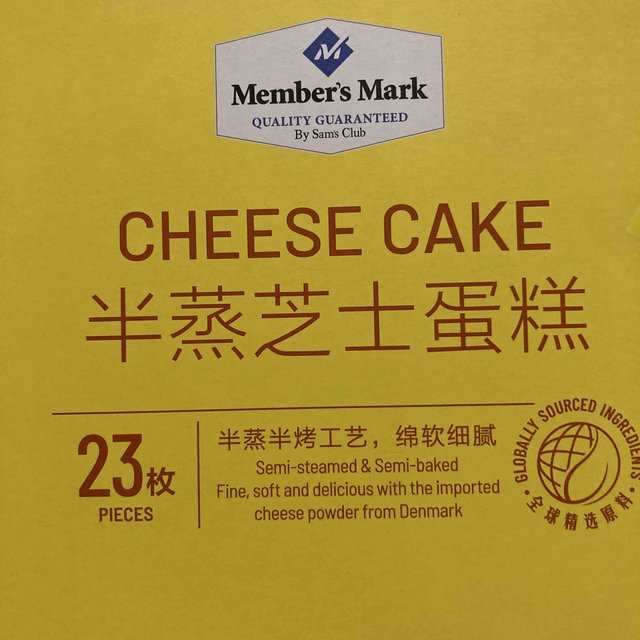 Member's Mark
QUALITY GUARANTEED
By Sam's Club
CHEESE CAKE
半蒸芝士蛋糕
23枚
PIECES
半蒸半烤工艺，绵软细腻
Semi-steamed & Semi-baked
Fine, soft and delicious with the imported
cheese powder from Denmark
GLOBALLY SOURCED INGREDIENTS
全球精选原料